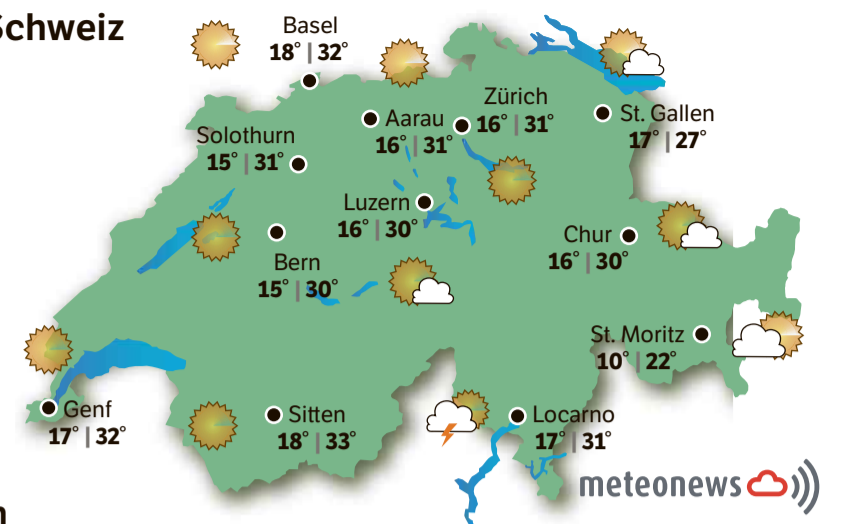 Schweiz
Basel
18° | 32°
Aarau
16° | 31°
Zürich
16° | 31°
St. Gallen
17° | 27°
Solothurn
15° | 31°
Luzern
16° | 30°
Chur
16° | 30°
Bern
15° | 30°
St. Moritz
10° | 22°
Genf
17° | 32°
Sitten
18° | 33°
Locarno
17° | 31°
meteonews